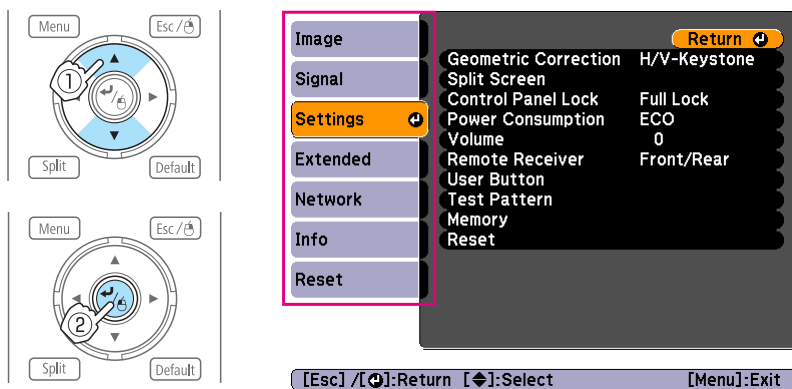 Menu
Esc/
1
Split
Default
Menu
Esc/
2
Split
Default
Image
Signal
Settings
Extended
Network
Info
Reset
Return
Geometric Correction H/V-Keystone
Split Screen
Control Panel Lock Full Lock
Power Consumption ECO
Volume 0
Remote Receiver Front/Rear
User Button
Test Pattern
Memory
Reset
[Esc] /[ ]:Return [ ]:Select [Menu]:Exit